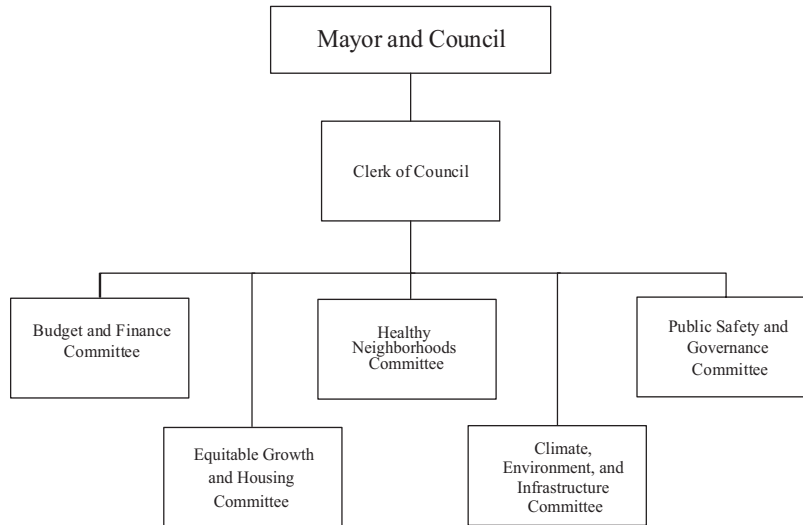 Mayor and Council
Clerk of Council
Budget and Finance
Committee
Healthy
Neighborhoods
Committee
Public Safety and
Governance
Committee
Equitable Growth
and Housing
Committee
Climate,
Environment, and
Infrastructure
Committee